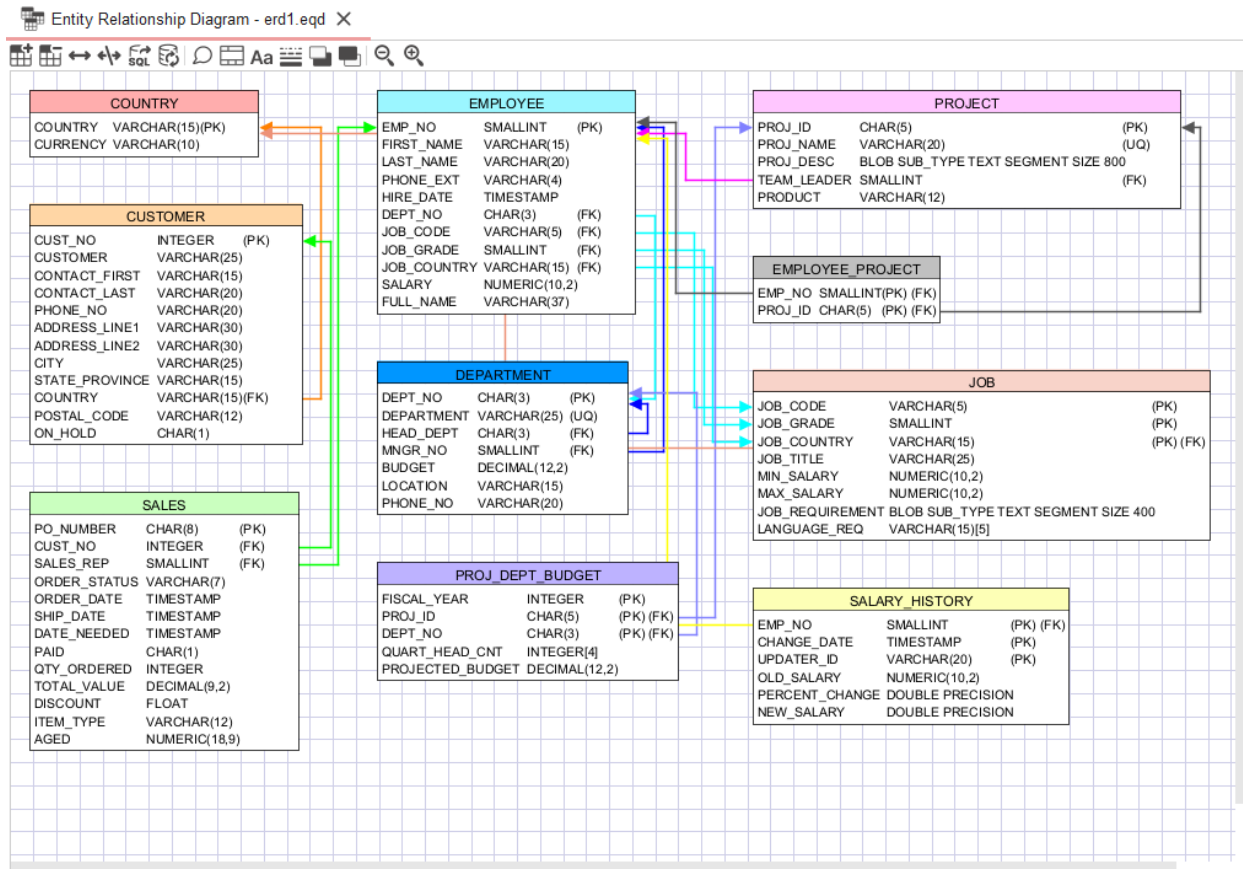 Entity Relationship Diagram - erd1.eqd
SQL Aa
COUNTRY
COUNTRY VARCHAR(15)(PK)
CURRENCY VARCHAR(10)
CUSTOMER
CUST_NO INTEGER (PK)
CUSTOMER VARCHAR(25)
CONTACT_FIRST VARCHAR(15)
CONTACT_LAST VARCHAR(20)
PHONE_NO VARCHAR(20)
ADDRESS_LINE1 VARCHAR(30)
ADDRESS_LINE2 VARCHAR(30)
CITY VARCHAR(25)
STATE_PROVINCE VARCHAR(15)
COUNTRY VARCHAR(15)(FK)
POSTAL_CODE VARCHAR(12)
ON_HOLD CHAR(1)
SALES
PO_NUMBER CHAR(8) (PK)
CUST_NO INTEGER (FK)
SALES_REP SMALLINT (FK)
ORDER_STATUS VARCHAR(7)
ORDER_DATE TIMESTAMP
SHIP_DATE TIMESTAMP
DATE_NEEDED TIMESTAMP
PAID CHAR(1)
QTY_ORDERED INTEGER
TOTAL_VALUE DECIMAL(9,2)
DISCOUNT FLOAT
ITEM_TYPE VARCHAR(12)
AGED NUMERIC(18,9)
EMPLOYEE
EMP_NO SMALLINT (PK)
FIRST_NAME VARCHAR(15)
LAST_NAME VARCHAR(20)
PHONE_EXT VARCHAR(4)
HIRE_DATE TIMESTAMP
DEPT_NO CHAR(3) (FK)
JOB_CODE VARCHAR(5) (FK)
JOB_GRADE SMALLINT (FK)
JOB_COUNTRY VARCHAR(15) (FK)
SALARY NUMERIC(10,2)
FULL_NAME VARCHAR(37)
DEPARTMENT
DEPT_NO CHAR(3) (PK)
DEPARTMENT VARCHAR(25) (UQ)
HEAD_DEPT CHAR(3) (FK)
MNGR_NO SMALLINT (FK)
BUDGET DECIMAL(12,2)
LOCATION VARCHAR(15)
PHONE_NO VARCHAR(20)
PROJ_DEPT_BUDGET
FISCAL_YEAR INTEGER (PK)
PROJ_ID CHAR(5) (PK) (FK)
DEPT_NO CHAR(3) (PK) (FK)
QUART_HEAD_CNT INTEGER[4]
PROJECTED_BUDGET DECIMAL(12,2)
PROJECT
PROJ_ID CHAR(5) (PK)
PROJ_NAME VARCHAR(20) (UQ)
PROJ_DESC BLOB SUB_TYPE TEXT SEGMENT SIZE 800
TEAM_LEADER SMALLINT (FK)
PRODUCT VARCHAR(12)
EMPLOYEE_PROJECT
EMP_NO SMALLINT(PK) (FK)
PROJ_ID CHAR(5) (PK) (FK)
JOB
JOB_CODE VARCHAR(5) (PK)
JOB_GRADE SMALLINT (PK)
JOB_COUNTRY VARCHAR(15) (PK) (FK)
JOB_TITLE VARCHAR(25)
MIN_SALARY NUMERIC(10,2)
MAX_SALARY NUMERIC(10,2)
JOB_REQUIREMENT BLOB SUB_TYPE TEXT SEGMENT SIZE 400
LANGUAGE_REQ VARCHAR(15)[5]
SALARY_HISTORY
EMP_NO SMALLINT (PK) (FK)
CHANGE_DATE TIMESTAMP (PK)
UPDATER_ID VARCHAR(20) (PK)
OLD_SALARY NUMERIC(10,2)
PERCENT_CHANGE DOUBLE PRECISION
NEW_SALARY DOUBLE PRECISION